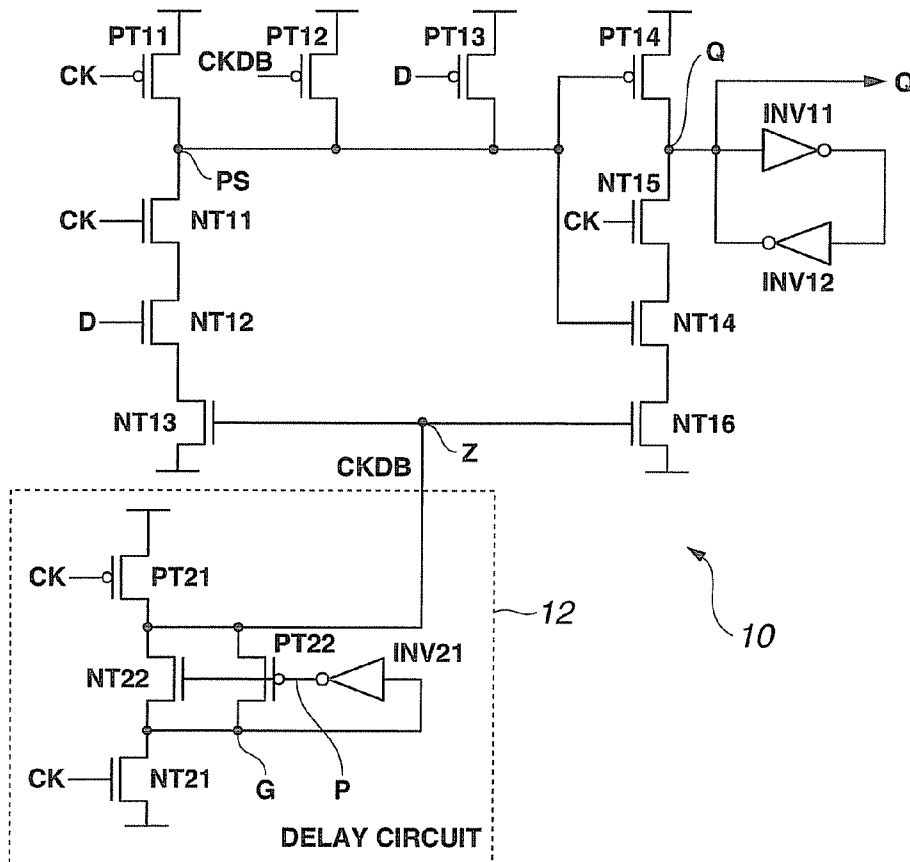 PT11
PT12
PT13
PT14
CK
CKDB
D
Q
Q
INV11
PS
NT15
CK
NT11
CK
INV12
D
NT12
NT14
NT13
Z
NT16
CKDB
CK
PT21
12
10
PT22
INV21
NT22
CK
NT21
G
P
DELAY CIRCUIT